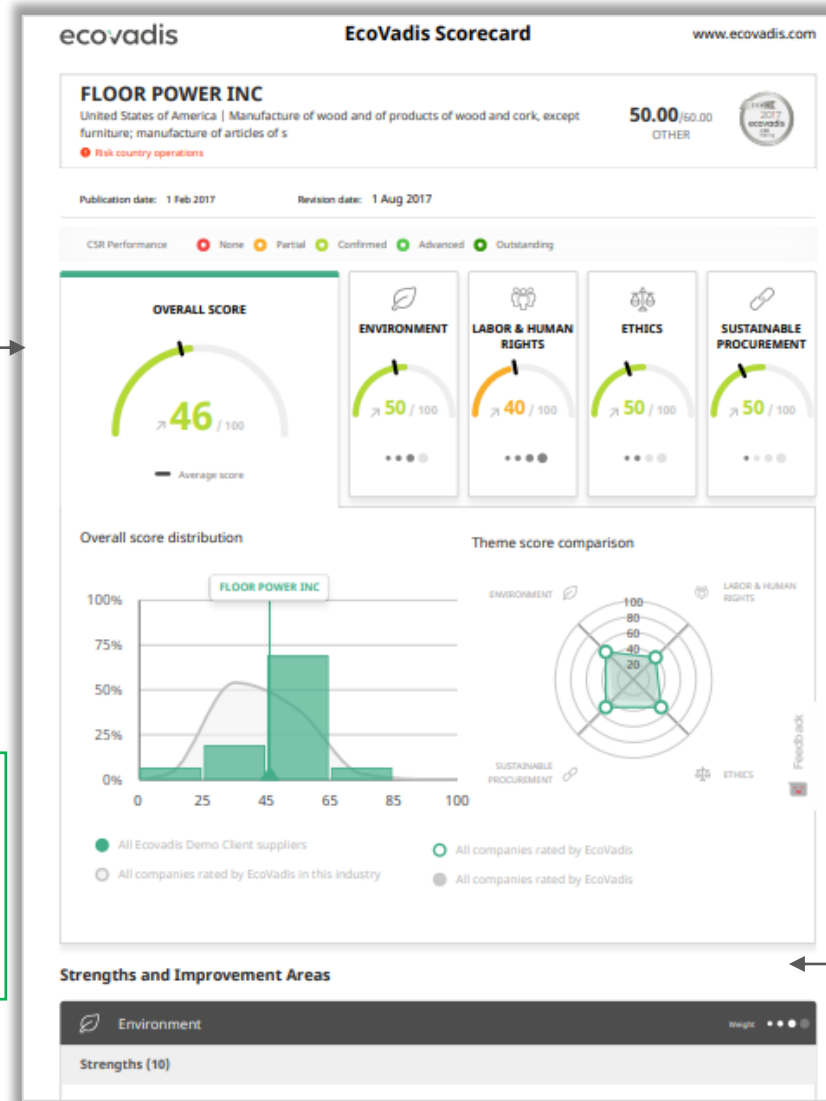 ecovadis
EcoVadis Scorecard
www.ecovadis.com
FLOOR POWER INC
United States of America | Manufacture of wood and of products of wood and cork, except
furniture; manufacture of articles of s
Risk country operations
50.00/60.00
OTHER
2017
ecovadis
Publication date: 1 Feb 2017
Revision date: 1 Aug 2017
CSR Performance
None
Partial
Confirmed
Advanced
Outstanding
OVERALL SCORE
46 / 100
Average score
ENVIRONMENT
50 / 100
LABOR & HUMAN
RIGHTS
40 / 100
ETHICS
50 / 100
SUSTAINABLE
PROCUREMENT
50 / 100
Overall score distribution
FLOOR POWER INC
100%
75%
50%
25%
0%
0 25 45 65 85 100
All Ecovadis Demo Client suppliers
All companies rated by EcoVadis in this industry
Theme score comparison
ENVIRONMENT
LABOR & HUMAN
RIGHTS
100
80
60
40
20
SUSTAINABLE
PROCUREMENT
ETHICS
All companies rated by EcoVadis
All companies rated by EcoVadis
Feedback
Strengths and Improvement Areas
Environment
Weight
Strengths (10)